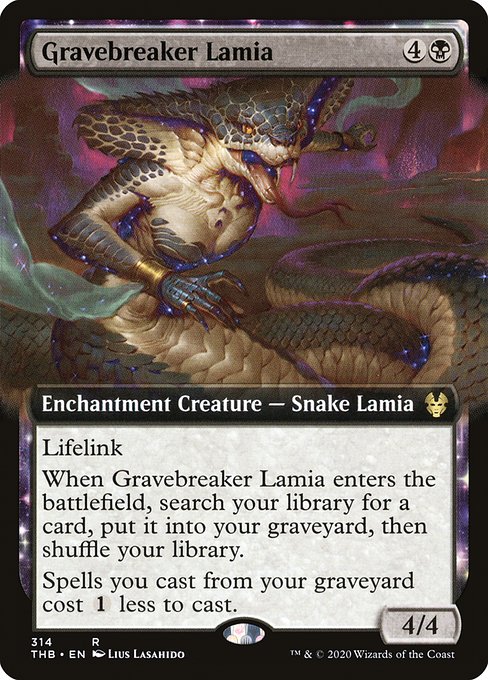 Gravebreaker Lamia 4
Enchantment Creature — Snake Lamia
Lifelink
When Gravebreaker Lamia enters the
battlefield, search your library for a
card, put it into your graveyard, then
shuffle your library.
Spells you cast from your graveyard
cost 1 less to cast.
4/4
314 R
THB • EN Lius Lasahido
™ & © 2020 Wizards of the Coast